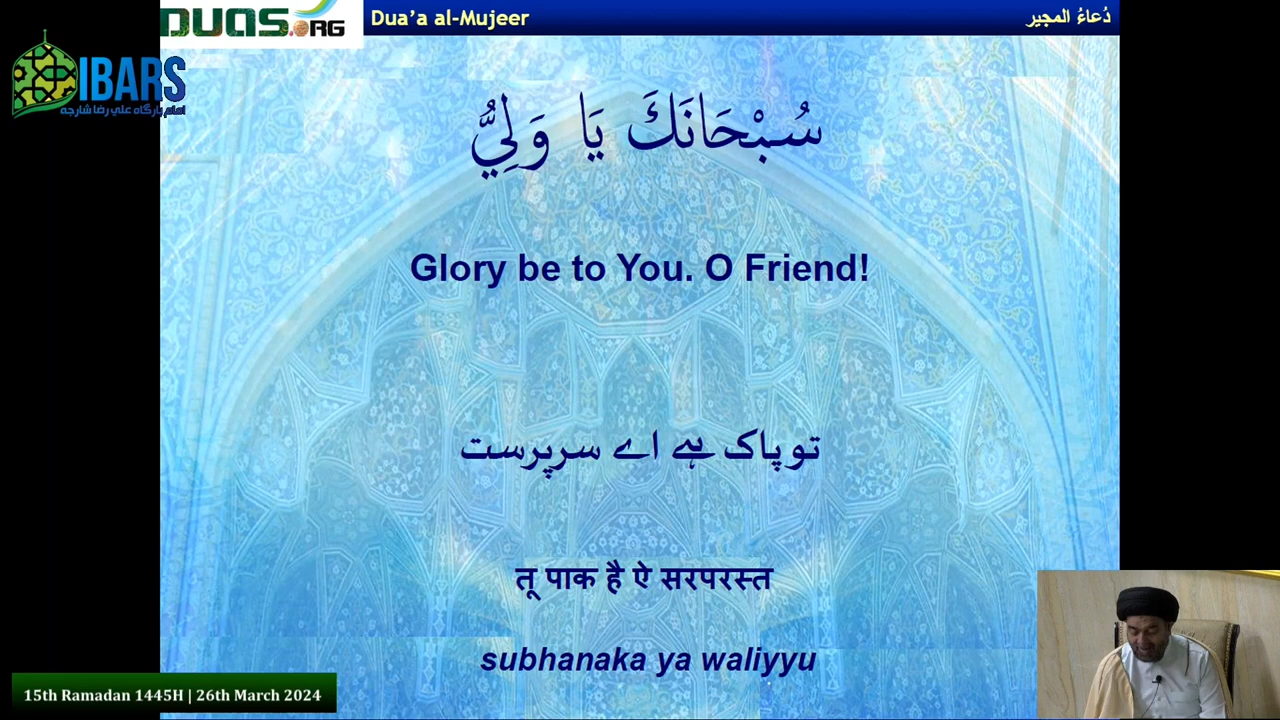 DUAS.ORG
Dua’a al-Mujeer
دُعاءُ المجير
IBARS
امام بارگاه علي رضا شارجه
سُبْحَانَكَ يَا وَلِيُّ
Glory be to You. O Friend!
تو پاک ہے اے سرپرست
तू पाक है ऐ सरपरस्त
subhanaka ya waliyyu
15th Ramadan 1445H | 26th March 2024